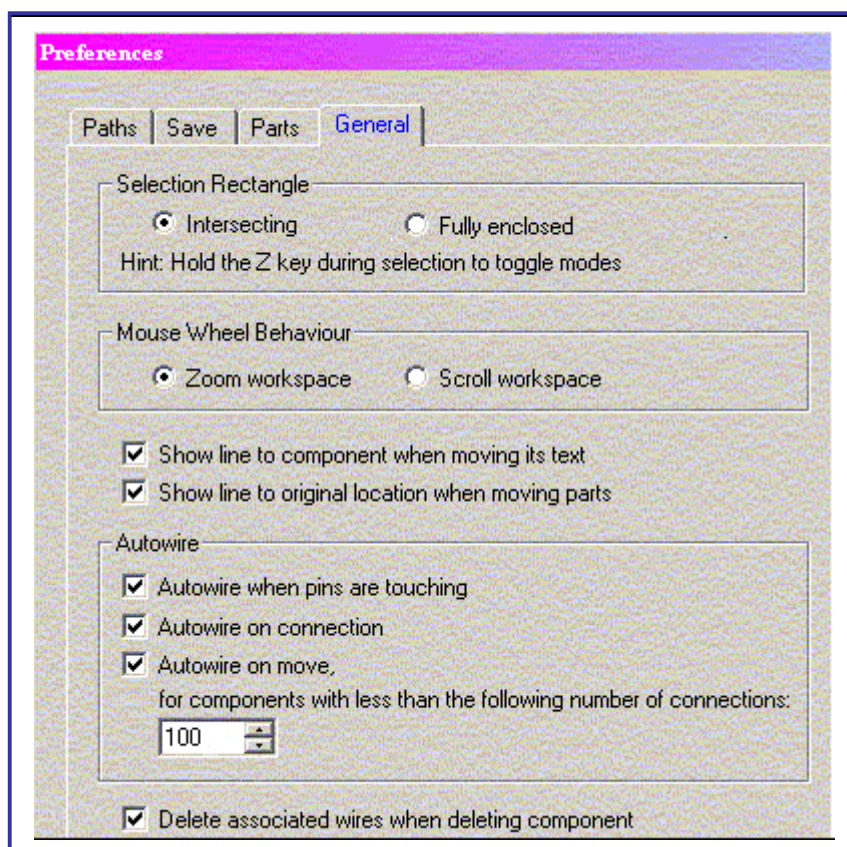 Preferences
Paths Save Parts General
Selection Rectangle
Intersecting Fully enclosed
Hint: Hold the Z key during selection to toggle modes
Mouse Wheel Behaviour
Zoom workspace Scroll workspace
Show line to component when moving its text
Show line to original location when moving parts
Autowire
Autowire when pins are touching
Autowire on connection
Autowire on move,
for components with less than the following number of connections:
100
Delete associated wires when deleting component